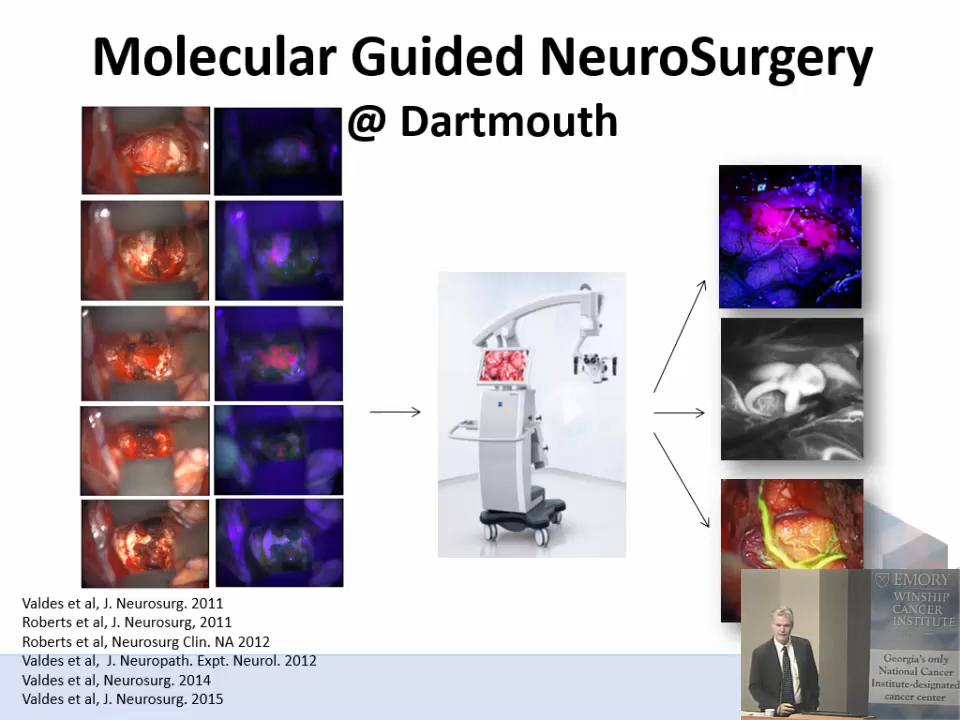 Molecular Guided NeuroSurgery
@ Dartmouth
Valdes et al, J. Neurosurg. 2011
Roberts et al, J. Neurosurg, 2011
Roberts et al, Neurosurg Clin. NA 2012
Valdes et al,  J. Neuropath. Expt. Neurol. 2012
Valdes et al, Neurosurg. 2014
Valdes et al, J. Neurosurg. 2015
EMORY
WINSHIP
CANCER
INSTITUTE
Georgia's only
National Cancer
Institute-designated
cancer center